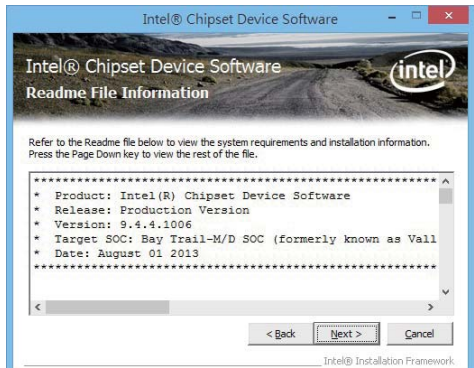 Intel® Chipset Device Software
Intel® Chipset Device Software
Readme File Information
intel
Refer to the Readme file below to view the system requirements and installation information.
Press the Page Down key to view the rest of the file.
********************************************************
*   Product: Intel(R) Chipset Device Software
*   Release: Production Version
*   Version: 9.4.4.1006
*   Target SOC: Bay Trail-M/D SOC (formerly known as Vall
*   Date: August 01 2013
********************************************************
< Back
Next >
Cancel
Intel® Installation Framework